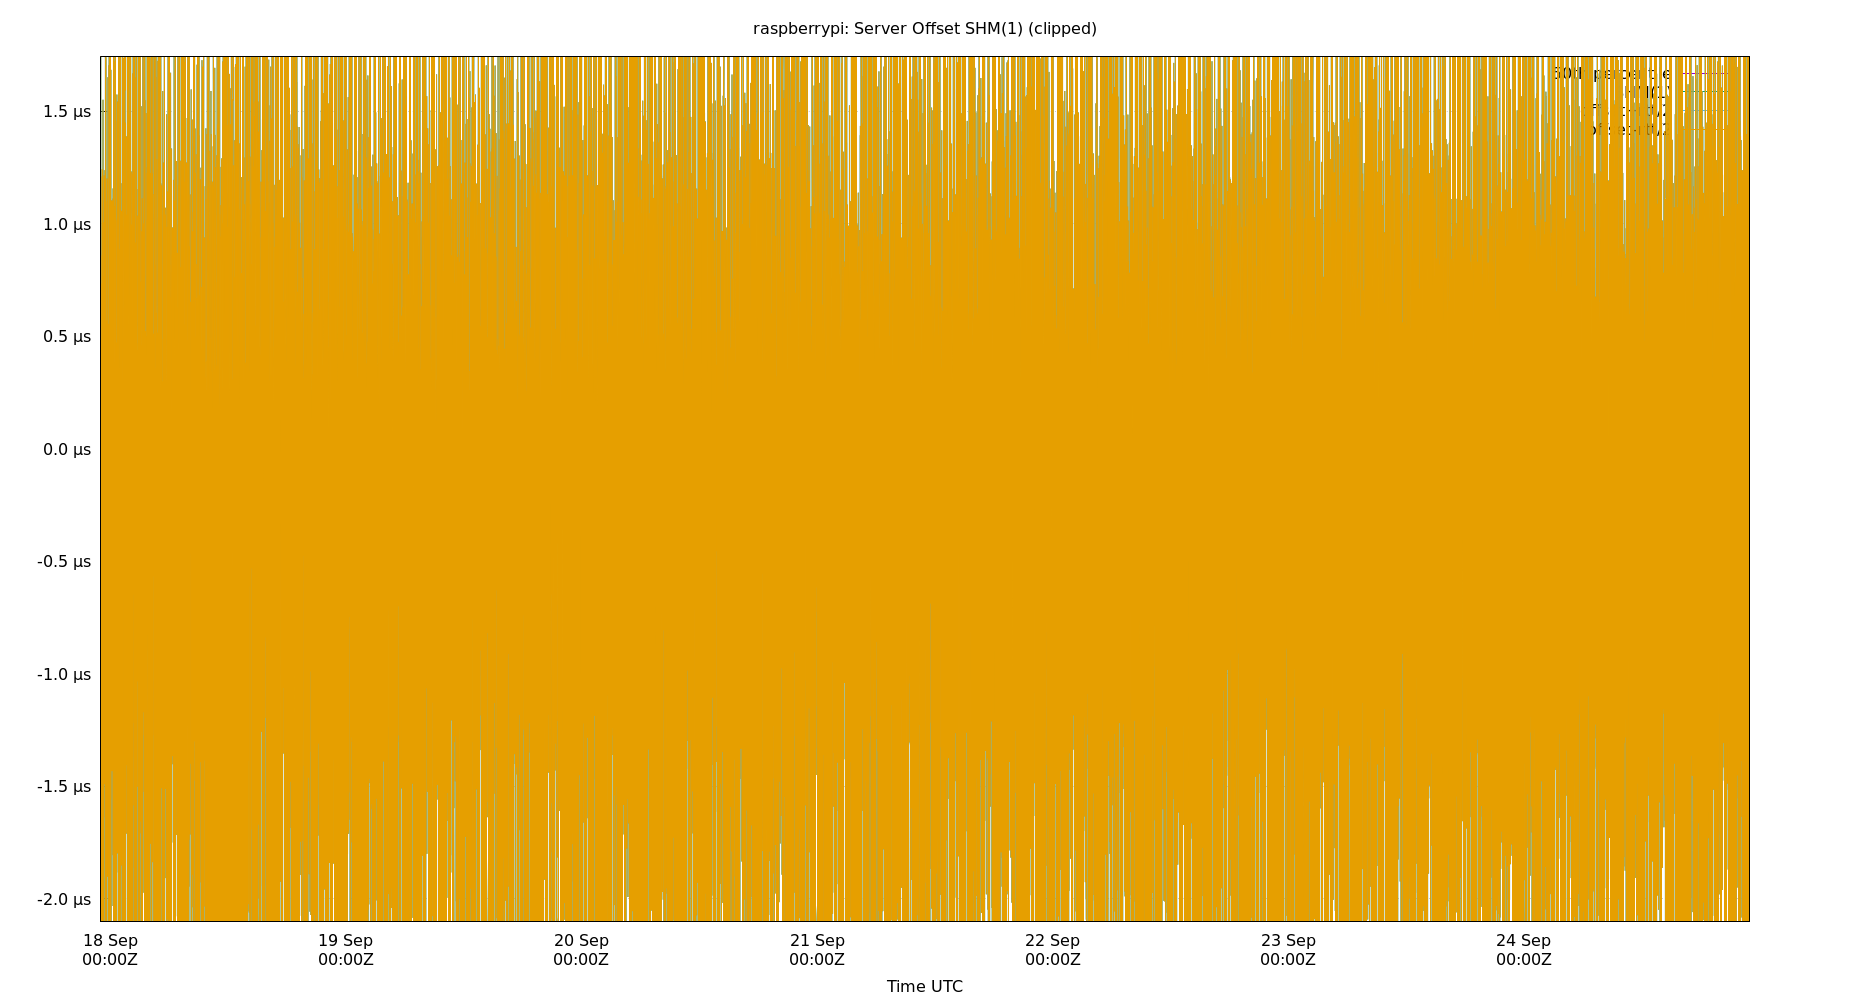 raspberrypi: Server Offset SHM(1) (clipped)
1.5 µs
1.0 µs
0.5 µs
0.0 µs
-0.5 µs
-1.0 µs
-1.5 µs
-2.0 µs
18 Sep
00:00Z
19 Sep
00:00Z
20 Sep
00:00Z
21 Sep
00:00Z
22 Sep
00:00Z
23 Sep
00:00Z
24 Sep
00:00Z
Time UTC